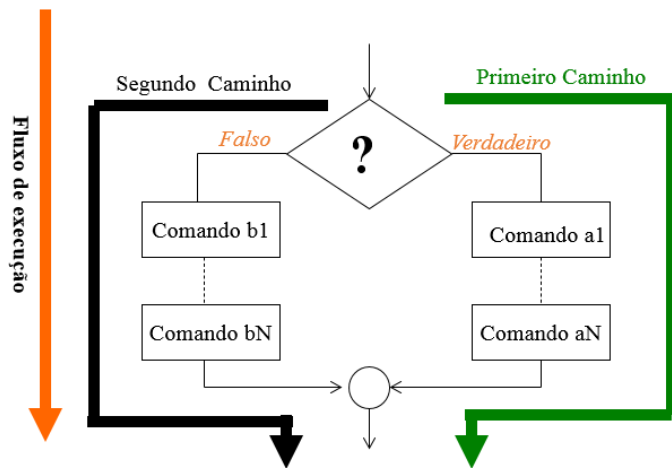 Fluxo de execução
Segundo Caminho
Primeiro Caminho
Falso
?
Verdadeiro
Comando b1
Comando a1
Comando bN
Comando aN